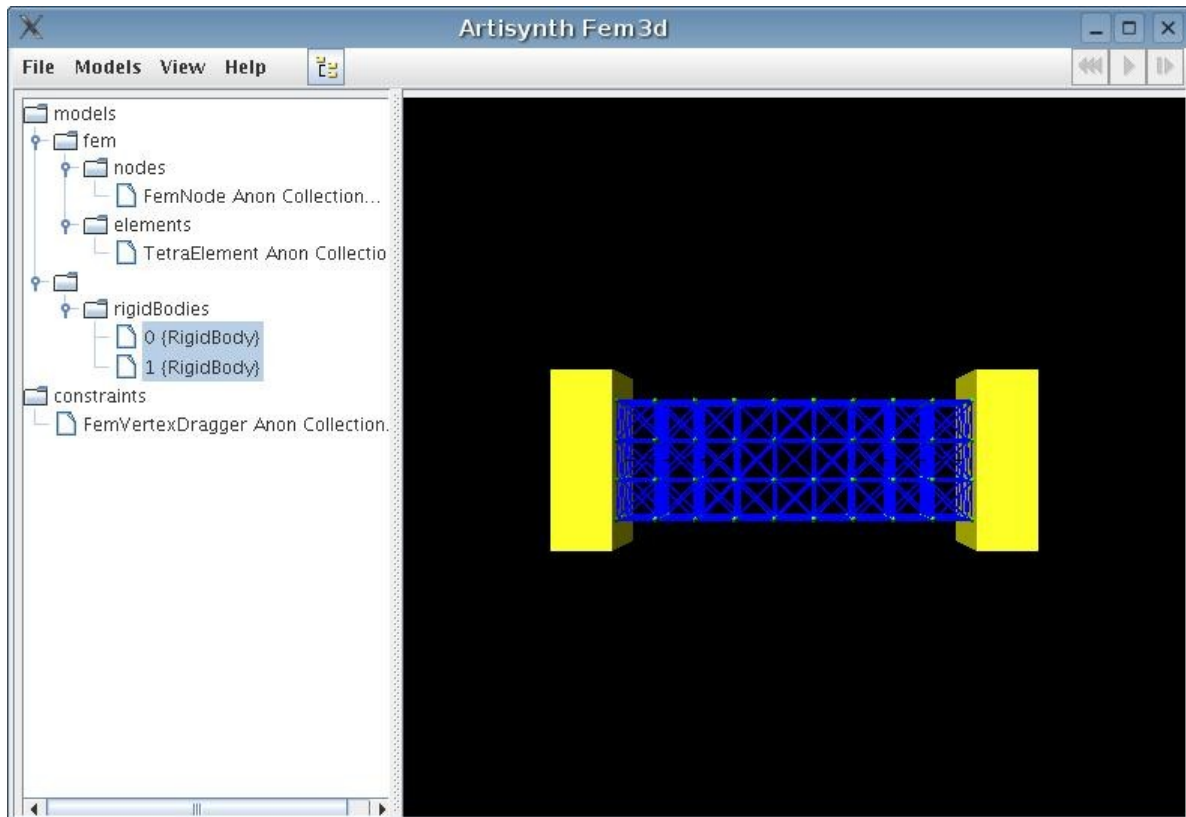 Artisynth Fem3d
File Models View Help
models
fem
nodes
FemNode Anon Collection...
elements
TetraElement Anon Collectio
rigidBodies
0 {RigidBody}
1 {RigidBody}
constraints
FemVertexDragger Anon Collection.